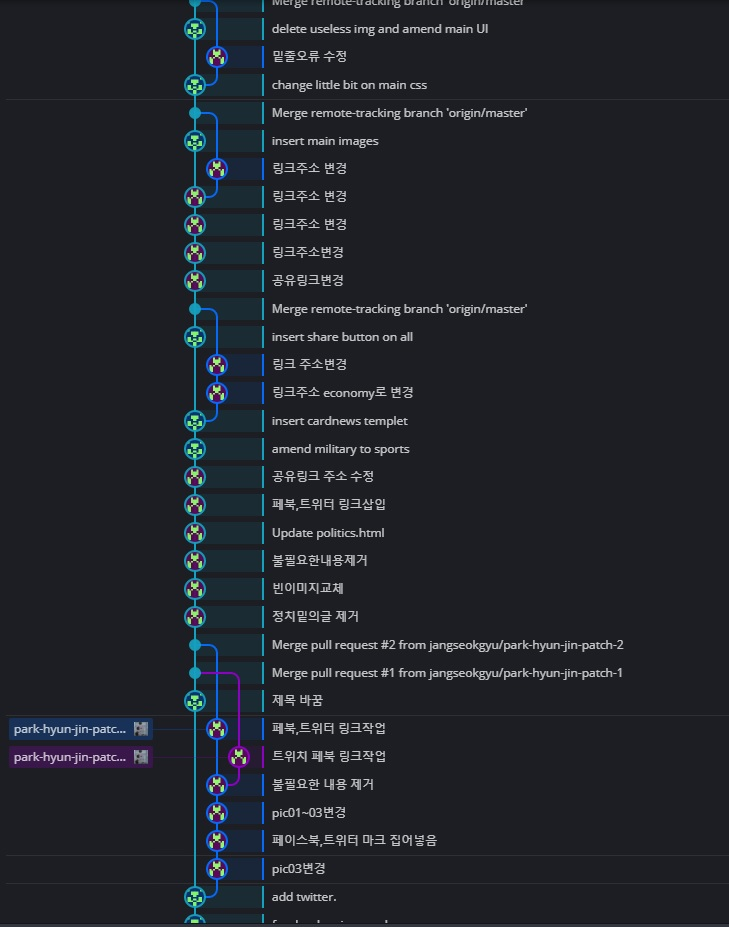 Merge remote-tracking branch 'origin/master'
delete useless img and amend main UI
밑줄오류 수정
change little bit on main css
Merge remote-tracking branch 'origin/master'
insert main images
링크주소 변경
링크주소 변경
링크주소 변경
링크주소변경
공유링크변경
Merge remote-tracking branch 'origin/master'
insert share button on all
링크 주소변경
링크주소 economy로 변경
insert cardnews templet
amend military to sports
공유링크 주소 수정
페북,트위터 링크삽입
Update politics.html
불필요한내용제거
빈이미지교체
정치밑의글 제거
Merge pull request #2 from jangseokgyu/park-hyun-jin-patch-2
Merge pull request #1 from jangseokgyu/park-hyun-jin-patch-1
제목 바꿈
park-hyun-jin-patc... 페북,트위터 링크작업
park-hyun-jin-patc... 트위치 페북 링크작업
불필요한 내용 제거
pic01~03변경
페이스북,트위터 마크 집어넣음
pic03변경
add twitter.